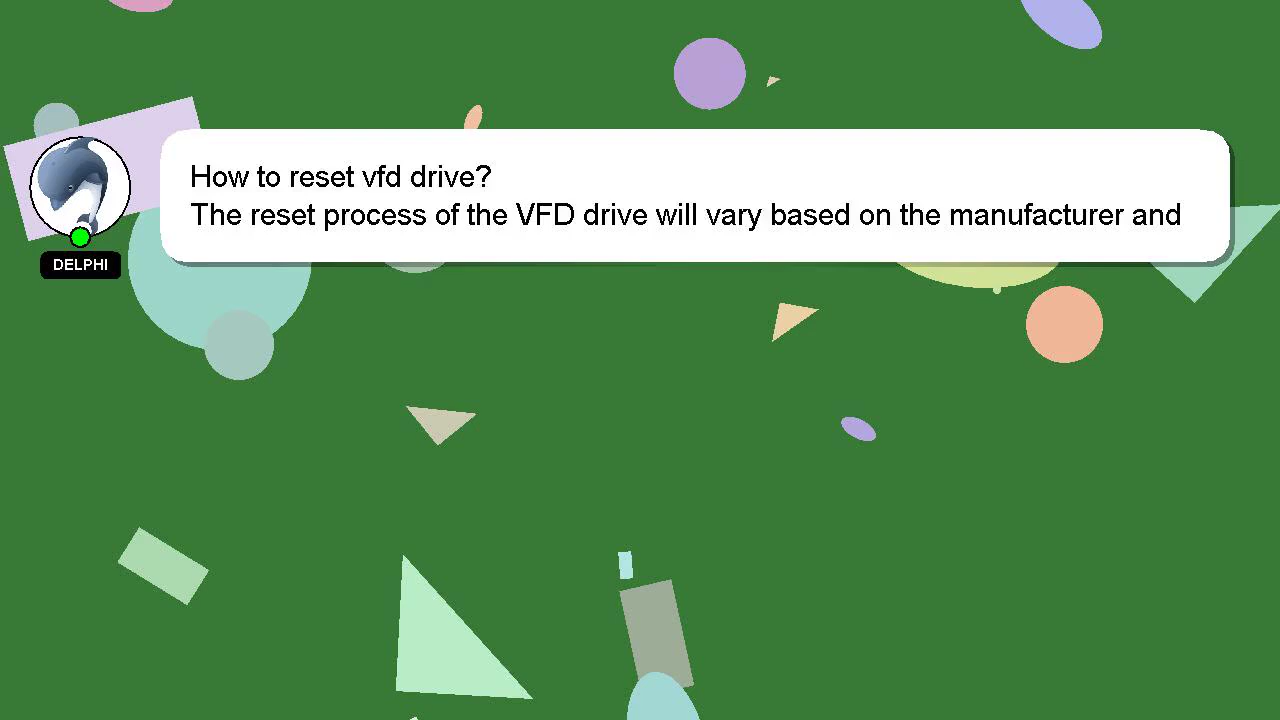 How to reset vfd drive?
The reset process of the VFD drive will vary based on the manufacturer and
DELPHI